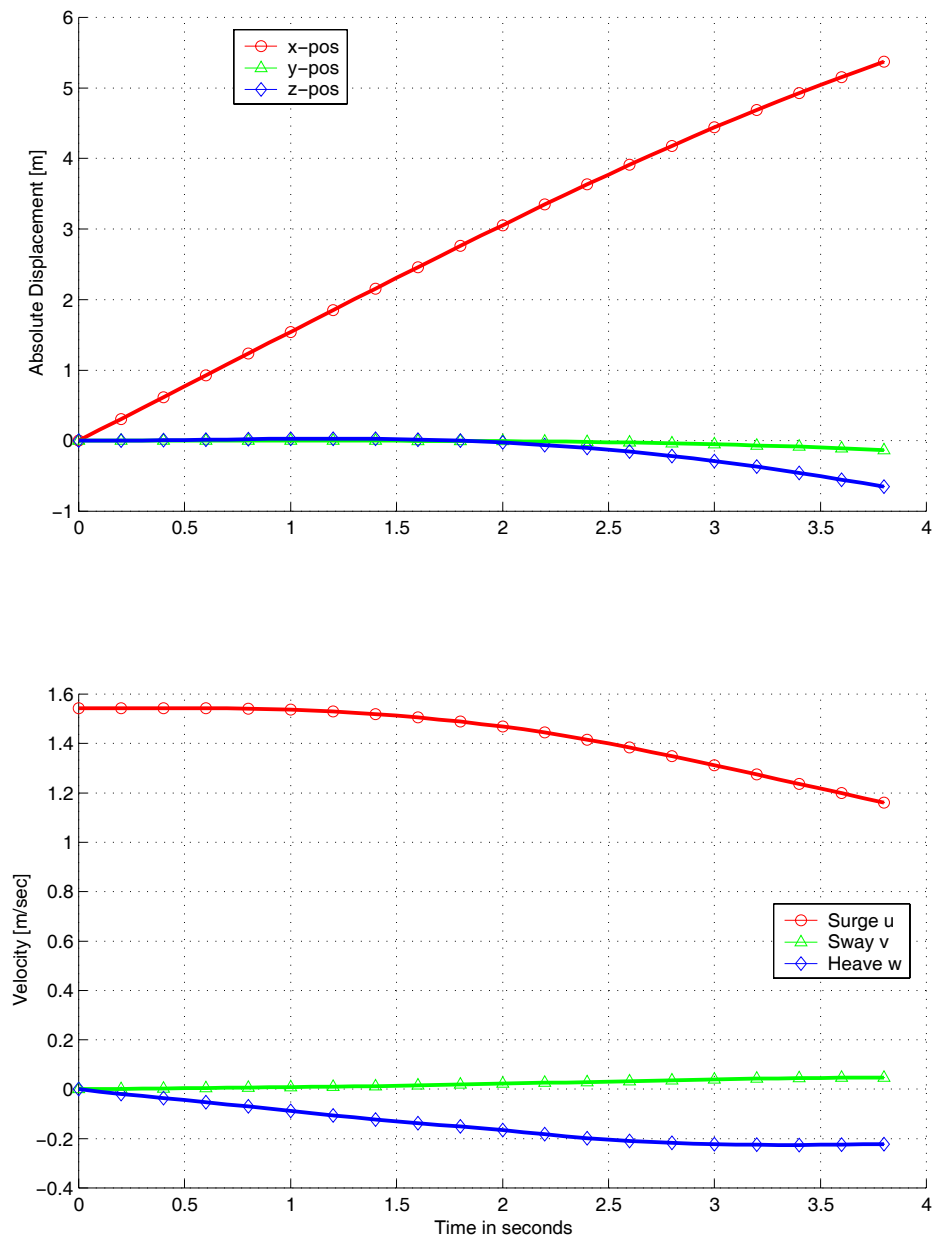 6
5
4
3
2
1
0
−1
Absolute Displacement [m]
x−pos
y−pos
z−pos
0 0.5 1 1.5 2 2.5 3 3.5 4
1.6
1.4
1.2
1
0.8
0.6
0.4
0.2
0
−0.2
−0.4
Velocity [m/sec]
Surge u
Sway v
Heave w
0 0.5 1 1.5 2 2.5 3 3.5 4
Time in seconds